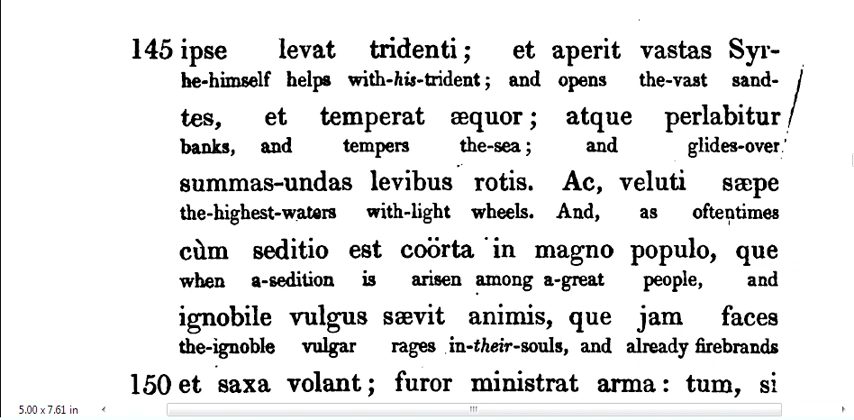 145 ipse levat tridenti; et aperit vastas Syr-
he-himself helps with-his-trident; and opens the-vast sand-
tes, et temperat æquor; atque perlabitur
banks, and tempers the-sea; and glides-over
summas-undas levibus rotis. Ac, veluti sæpe
the-highest-waters with-light wheels. And, as oftentimes
cùm seditio est coörta in magno populo, que
when a-sedition is arisen among a-great people, and
ignobile vulgus sævit animis, que jam faces
the-ignoble vulgar rages in-their-souls, and already firebrands
150 et saxa volant; furor ministrat arma: tum, si
5.00 x 7.61 in